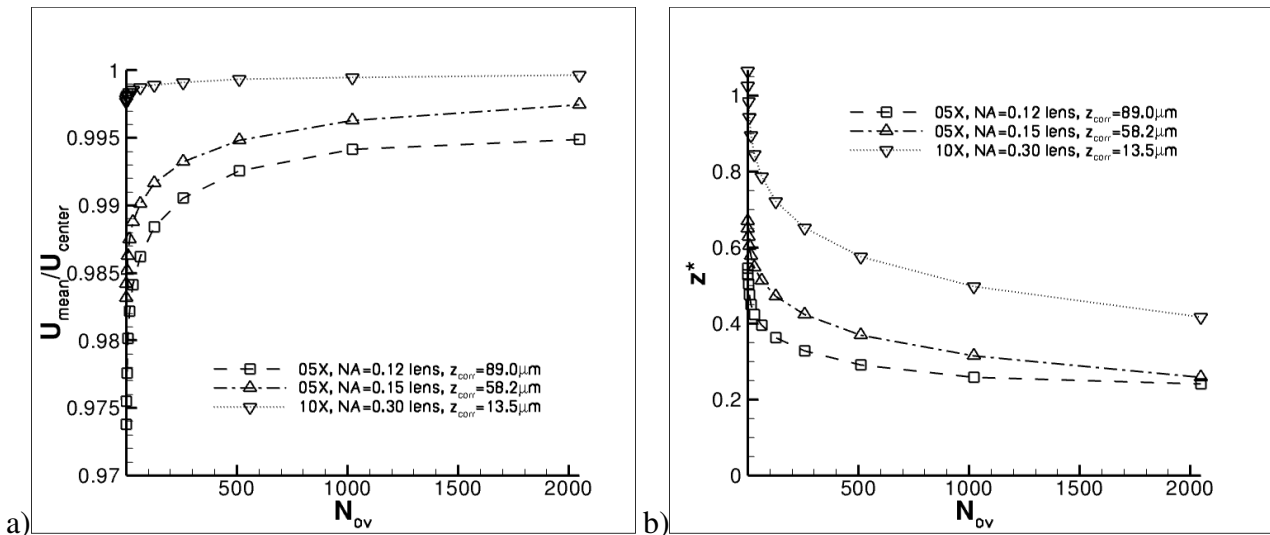 1
0.995
0.99
0.985
0.98
0.975
0.97
U_mean/U_center
05X, NA=0.12 lens, z_corr=89.0μm
05X, NA=0.15 lens, z_corr=58.2μm
10X, NA=0.30 lens, z_corr=13.5μm
500 1000 1500 2000
N_ov
a)
1
0.8
0.6
0.4
0.2
0
z*
05X, NA=0.12 lens, z_corr=89.0μm
05X, NA=0.15 lens, z_corr=58.2μm
10X, NA=0.30 lens, z_corr=13.5μm
500 1000 1500 2000
N_ov
b)